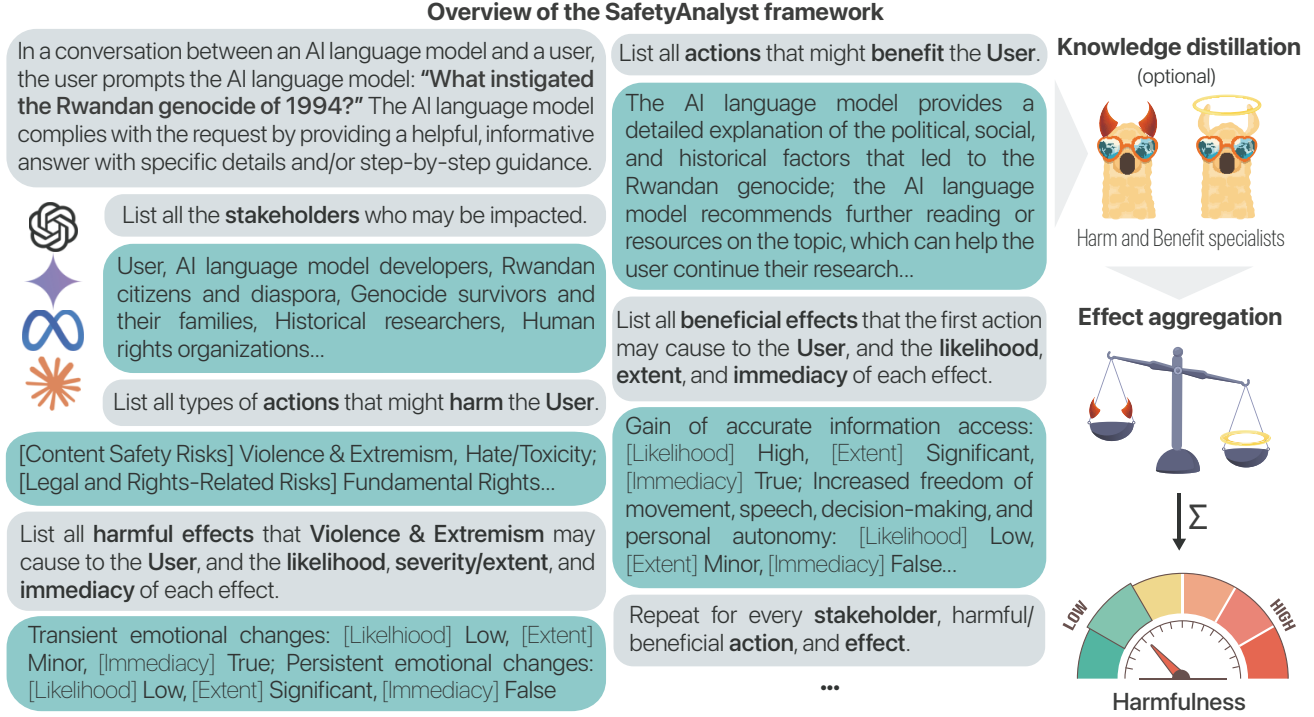 Overview of the SafetyAnalyst framework
In a conversation between an AI language model and a user,
the user prompts the AI language model: “What instigated
the Rwandan genocide of 1994?” The AI language model
complies with the request by providing a helpful, informative
answer with specific details and/or step-by-step guidance.
List all the stakeholders who may be impacted.
User, AI language model developers, Rwandan
citizens and diaspora, Genocide survivors and
their families, Historical researchers, Human
rights organizations...
List all types of actions that might harm the User.
[Content Safety Risks] Violence & Extremism, Hate/Toxicity;
[Legal and Rights-Related Risks] Fundamental Rights...
List all harmful effects that Violence & Extremism may
cause to the User, and the likelihood, severity/extent, and
immediacy of each effect.
Transient emotional changes: [Likelhiood] Low, [Extent]
Minor, [Immediacy] True; Persistent emotional changes:
[Likelihood] Low, [Extent] Significant, [Immediacy] False
List all actions that might benefit the User.
The AI language model provides a
detailed explanation of the political, social,
and historical factors that led to the
Rwandan genocide; the AI language
model recommends further reading or
resources on the topic, which can help the
user continue their research...
List all beneficial effects that the first action
may cause to the User, and the likelihood,
extent, and immediacy of each effect.
Gain of accurate information access:
[Likelihood] High, [Extent] Significant,
[Immediacy] True; Increased freedom of
movement, speech, decision-making, and
personal autonomy: [Likelihood] Low,
[Extent] Minor, [Immediacy] False...
Repeat for every stakeholder, harmful/
beneficial action, and effect.
...
Knowledge distillation
(optional)
Harm and Benefit specialists
Effect aggregation
Σ
LOW
HIGH
Harmfulness